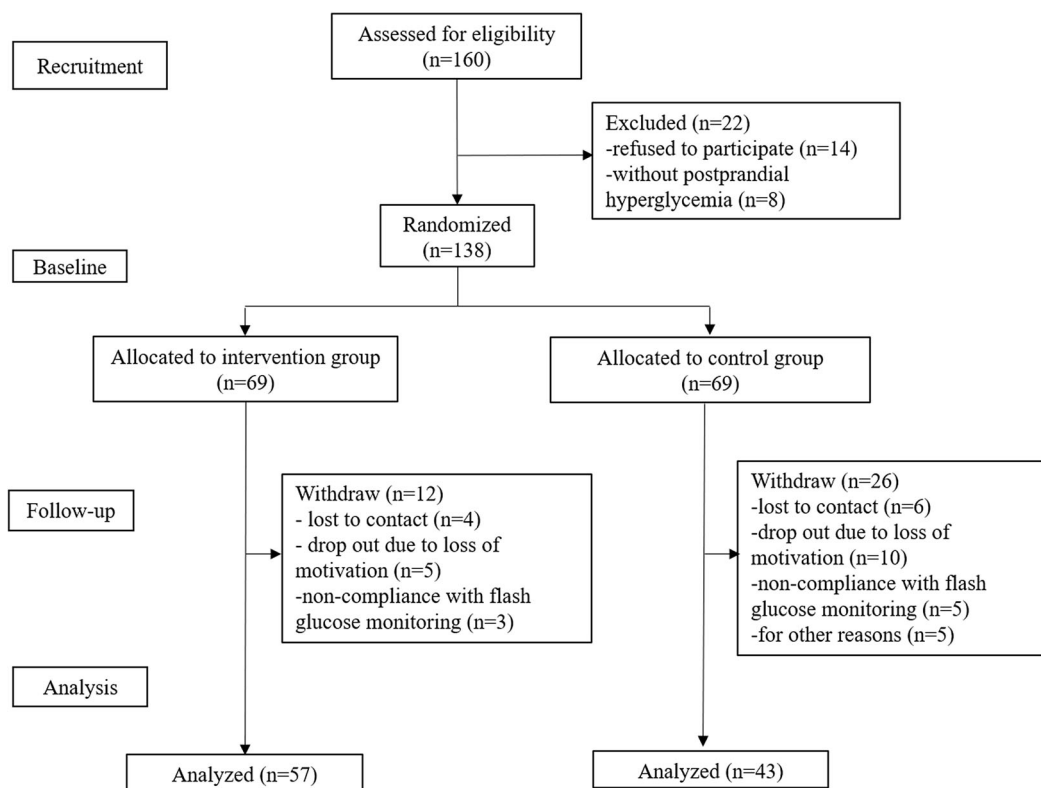 Assessed for eligibility
(n=160)
Recruitment
Excluded (n=22)
-refused to participate (n=14)
-without postprandial
hyperglycemia (n=8)
Randomized
(n=138)
Baseline
Allocated to intervention group
(n=69)
Allocated to control group
(n=69)
Follow-up
Withdraw (n=12)
- lost to contact (n=4)
- drop out due to loss of
motivation (n=5)
-non-compliance with flash
glucose monitoring (n=3)
Withdraw (n=26)
-lost to contact (n=6)
-drop out due to loss of
motivation (n=10)
-non-compliance with flash
glucose monitoring (n=5)
-for other reasons (n=5)
Analysis
Analyzed (n=57)
Analyzed (n=43)